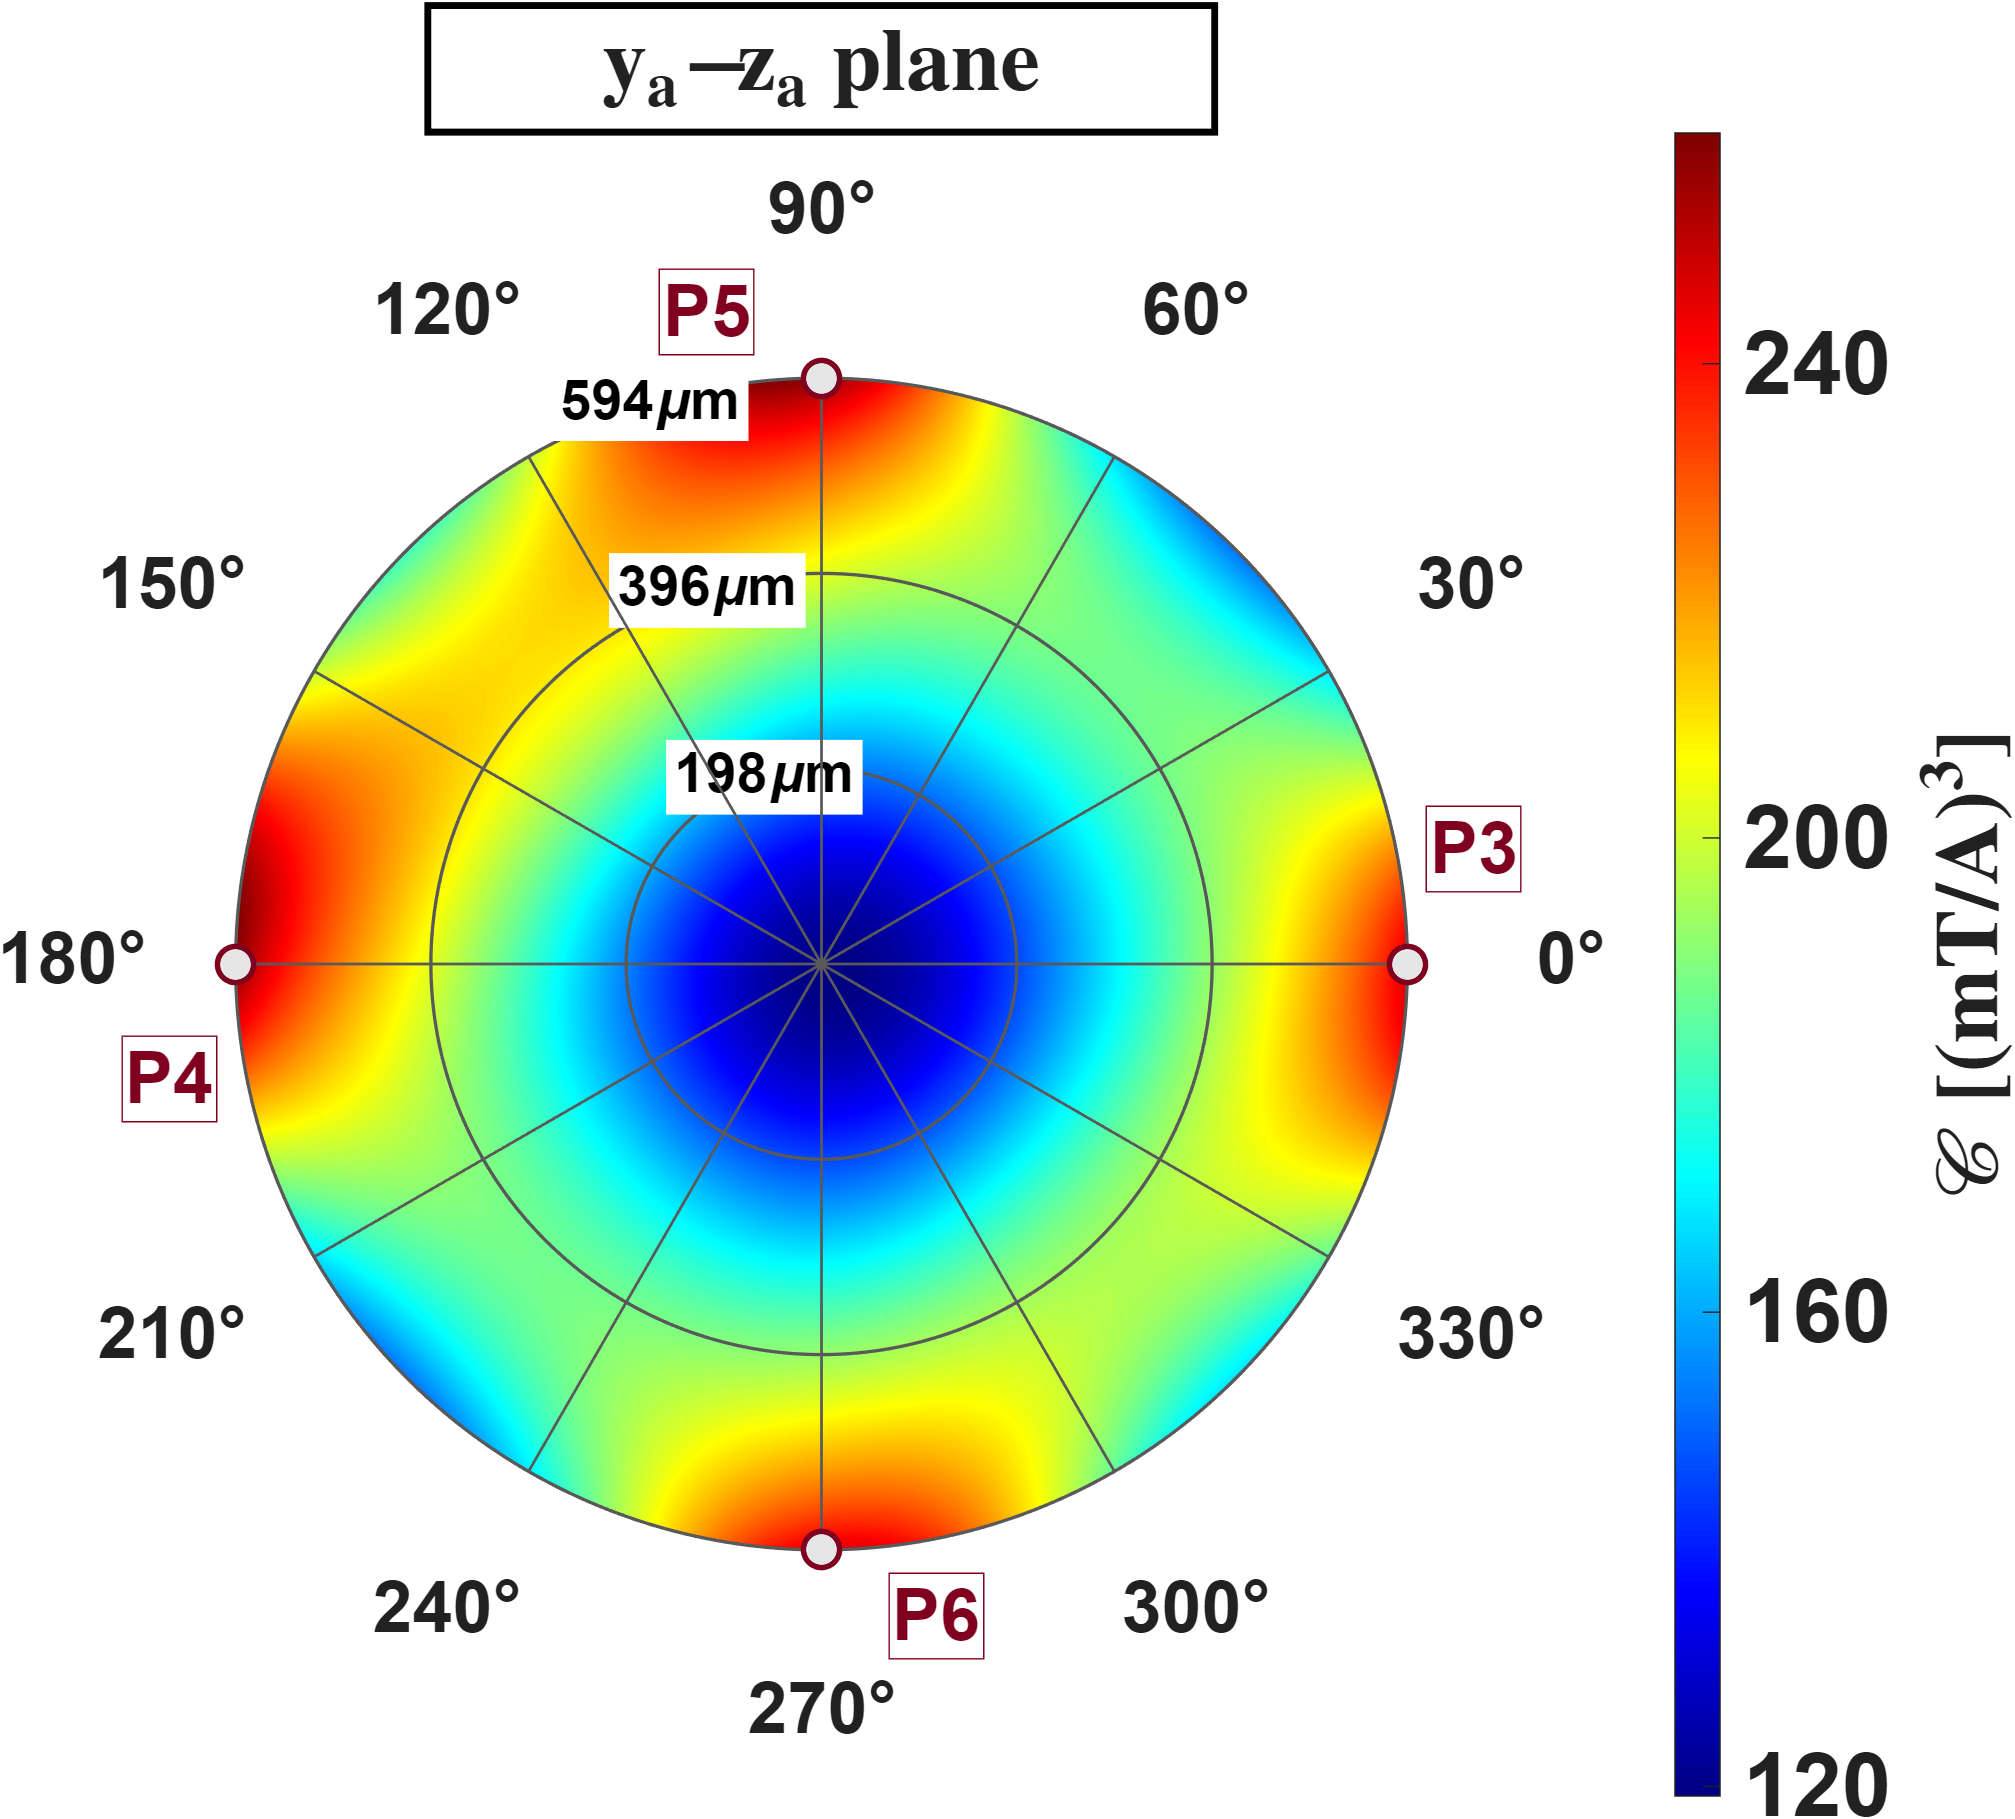 yₐ–zₐ plane
90°
120°
P5
60°
594μm
240
150°
396μm
30°
198μm
P3
200
180°
0°
P4
𝒞 [(mT/A)³]
210°
330°
160
240°
P6
300°
270°
120